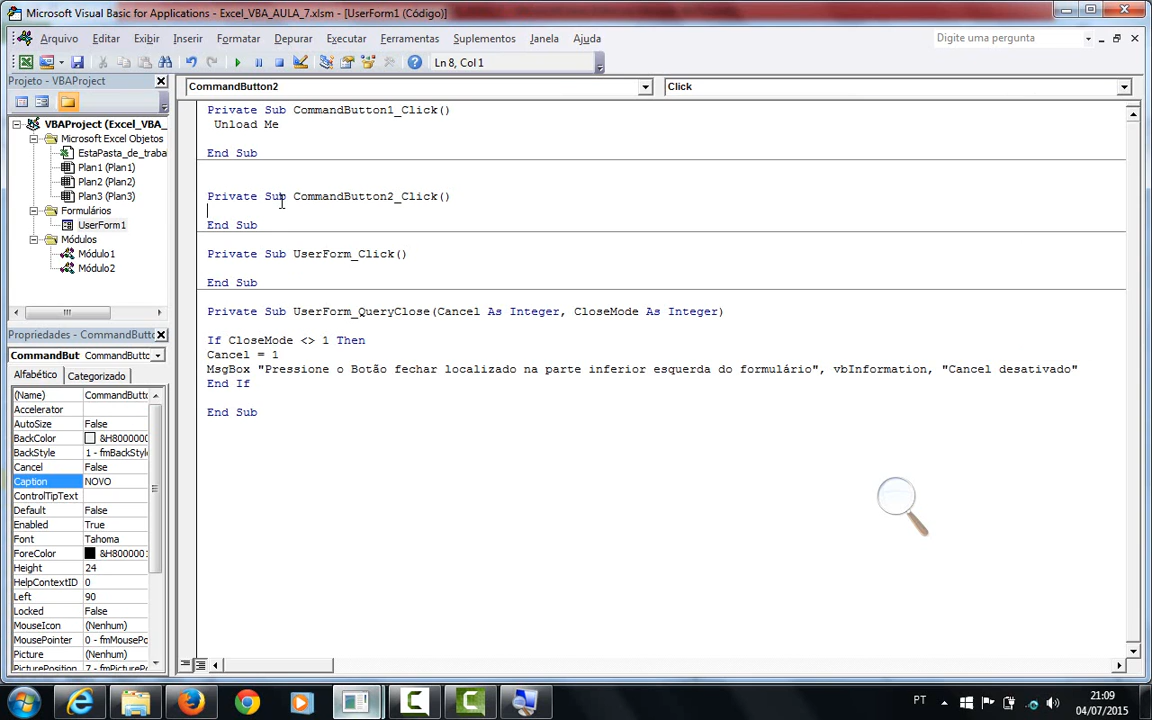 Microsoft Visual Basic for Applications - Excel_VBA_AULA_7.xlsm - [UserForm1 (Código)]
Arquivo Editar Exibir Inserir Formatar Depurar Executar Ferramentas Suplementos Janela Ajuda Digite uma pergunta
Ln 8, Col 1
Projeto - VBAProject
CommandButton2 Click
VBAProject (Excel_VBA_
Microsoft Excel Objetos
EstaPasta_de_traba
Plan1 (Plan1)
Plan2 (Plan2)
Plan3 (Plan3)
Formulários
UserForm1
Módulos
Módulo1
Módulo2
Private Sub CommandButton1_Click()
Unload Me
End Sub
Private Sub CommandButton2_Click()
End Sub
Private Sub UserForm_Click()
End Sub
Private Sub UserForm_QueryClose(Cancel As Integer, CloseMode As Integer)
If CloseMode <> 1 Then
Cancel = 1
MsgBox "Pressione o Botão fechar localizado na parte inferior esquerda do formulário", vbInformation, "Cancel desativado"
End If
End Sub
Propriedades - CommandButto
CommandBut CommandButto
Alfabético Categorizado
(Name) CommandButto
Accelerator
AutoSize False
BackColor &H8000000
BackStyle 1 - fmBackStyl
Cancel False
Caption NOVO
ControlTipText
Default False
Enabled True
Font Tahoma
ForeColor &H8000001
Height 24
HelpContextID 0
Left 90
Locked False
MouseIcon (Nenhum)
MousePointer 0 - fmMousePo
Picture (Nenhum)
PicturePosition 7 - fmPicturePo
PT
21:09
04/07/2015